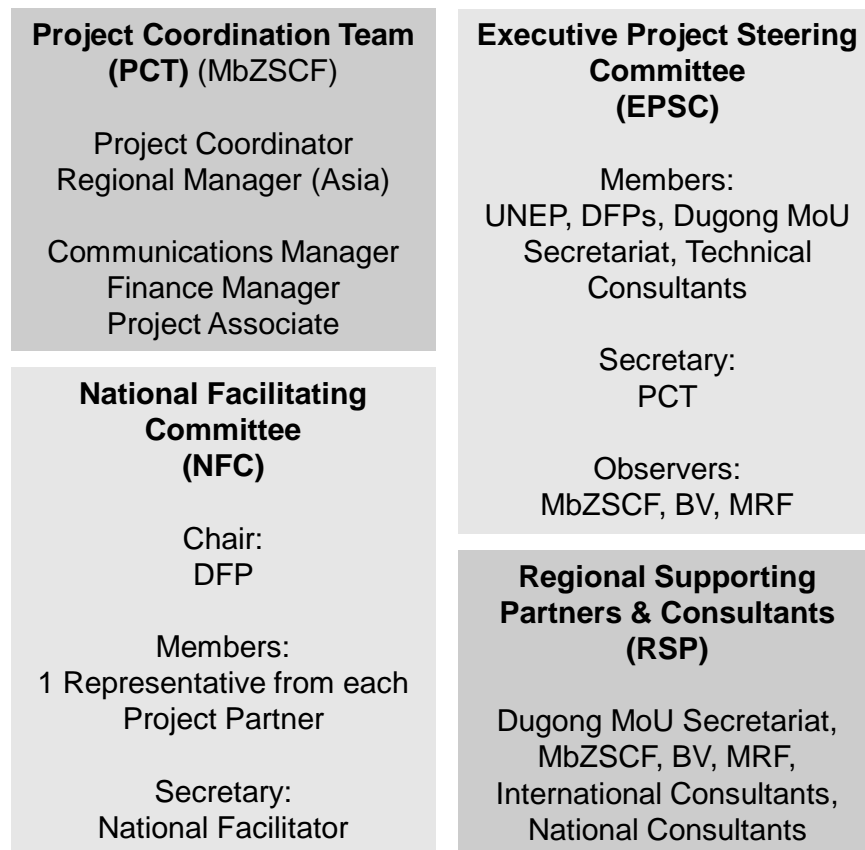 Project Coordination Team
(PCT) (MbZSCF)
Project Coordinator
Regional Manager (Asia)
Communications Manager
Finance Manager
Project Associate
National Facilitating
Committee
(NFC)
Chair:
DFP
Members:
1 Representative from each
Project Partner
Secretary:
National Facilitator
Executive Project Steering
Committee
(EPSC)
Members:
UNEP, DFPs, Dugong MoU
Secretariat, Technical
Consultants
Secretary:
PCT
Observers:
MbZSCF, BV, MRF
Regional Supporting
Partners & Consultants
(RSP)
Dugong MoU Secretariat,
MbZSCF, BV, MRF,
International Consultants,
National Consultants